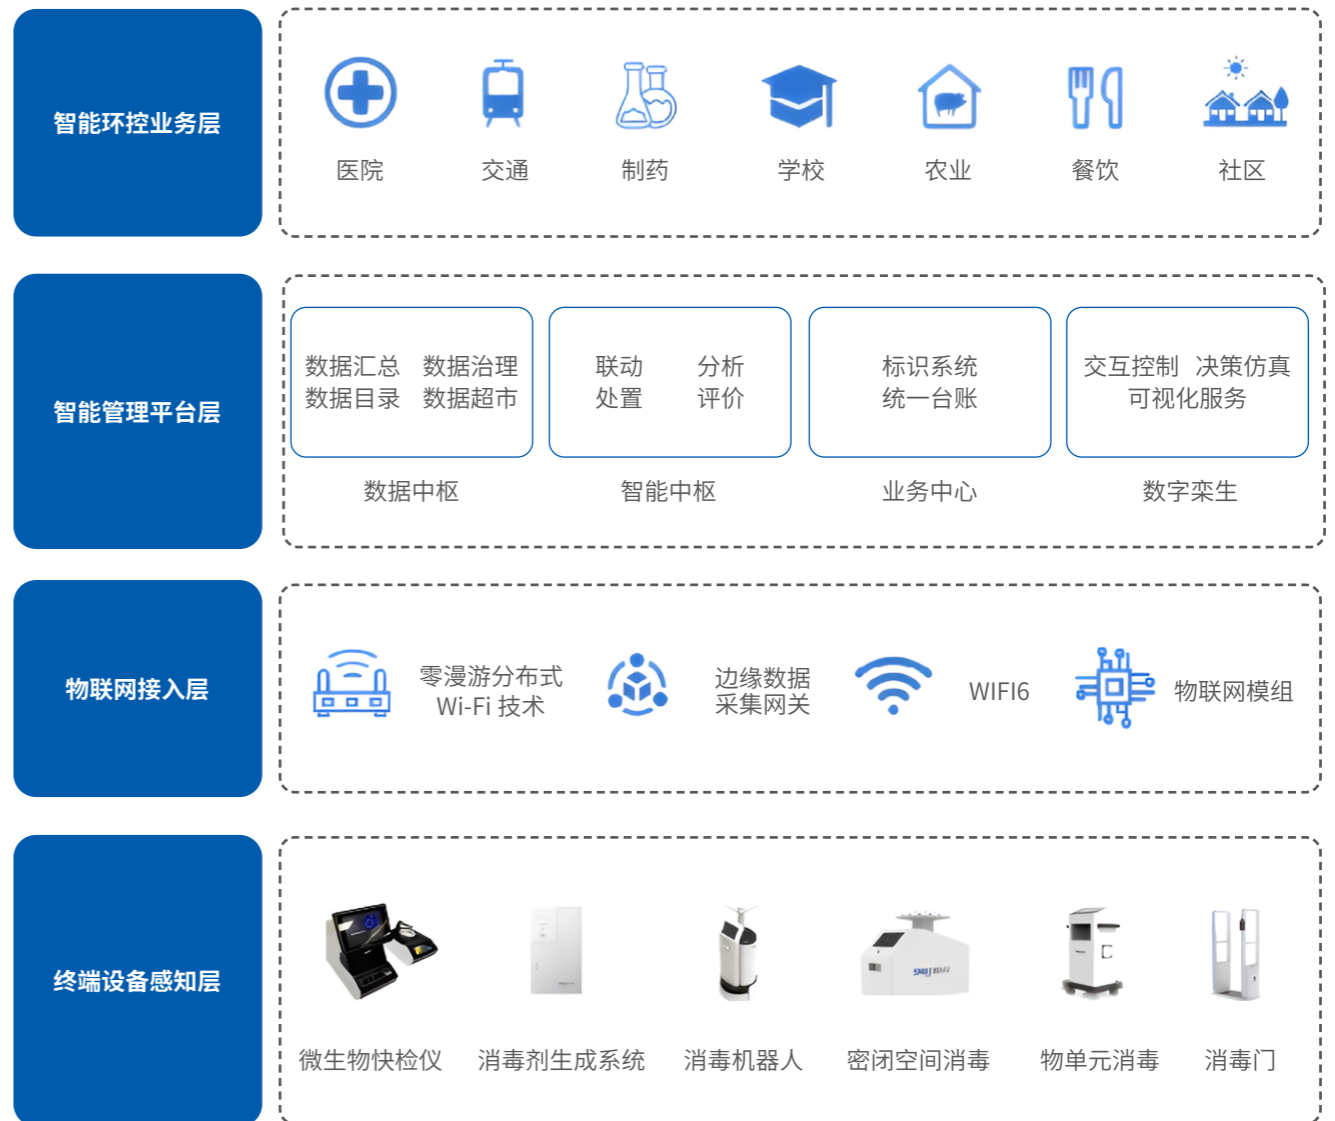 智能环控业务层
医院 交通 制药 学校 农业 餐饮 社区
智能管理平台层
数据汇总 数据治理
数据目录 数据超市
数据中枢
联动 分析
处置 评价
智能中枢
标识系统
统一台账
业务中心
交互控制 决策仿真
可视化服务
数字栾生
物联网接入层
零漫游分布式
Wi-Fi 技术
边缘数据
采集网关
WIFI6
物联网模组
终端设备感知层
微生物快检仪 消毒剂生成系统 消毒机器人 密闭空间消毒 物单元消毒 消毒门